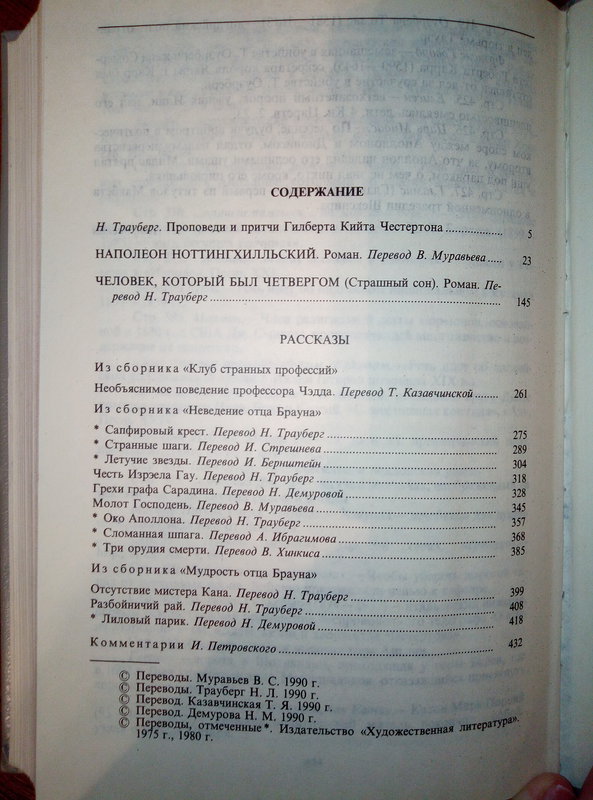 СОДЕРЖАНИЕ
Н. Трауберг. Проповеди и притчи Гилберта Кийта Честертона 5
НАПОЛЕОН НОТТИНГХИЛЛЬСКИЙ. Роман. Перевод В. Муравьева 23
ЧЕЛОВЕК, КОТОРЫЙ БЫЛ ЧЕТВЕРГОМ (Страшный сон). Роман. Пе-
ревод Н. Трауберг 145
РАССКАЗЫ
Из сборника «Клуб странных профессий»
Необъяснимое поведение профессора Чэдда. Перевод Т. Казавчинской 261
Из сборника «Неведение отца Брауна»
* Сапфировый крест. Перевод Н. Трауберг 275
* Странные шаги. Перевод И. Стрешнева 289
* Летучие звезды. Перевод И. Бернштейн 304
Честь Изрэела Гау. Перевод Н. Трауберг 318
Грехи графа Сарадина. Перевод Н. Демуровой 328
Молот Господень. Перевод В. Муравьева 345
* Око Аполлона. Перевод Н. Трауберг 357
* Сломанная шпага. Перевод А. Ибрагимова 368
* Три орудия смерти. Перевод В. Хинкиса 385
Из сборника «Мудрость отца Брауна»
Отсутствие мистера Кана. Перевод Н. Трауберг 399
Разбойничий рай. Перевод Н. Трауберг 408
* Лиловый парик. Перевод Н. Демуровой 418
Комментарии И. Петровского 432
© Переводы. Муравьев В. С. 1990 г.
© Переводы. Трауберг Н. Л. 1990 г.
© Перевод. Казавчинская Т. Я. 1990 г.
© Перевод. Демурова Н. М. 1990 г.
© Переводы, отмеченные *. Издательство «Художественная литература».
1975 г., 1980 г.